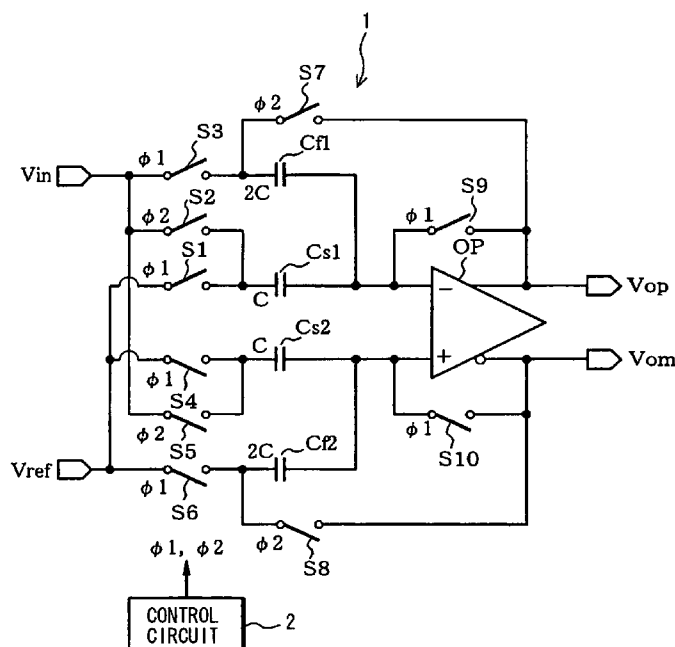 1
S7
φ2
S3
φ1
Cf1
Vin
2C
S2
S9
φ2
φ1
S1
OP
φ1
Cs1
−
Vop
C
Cs2
C
+
Vom
φ1
S4
φ1
φ2
Cf2
S10
S5
2C
Vref
φ1
S6
φ2
S8
φ1, φ2
CONTROL
CIRCUIT
2